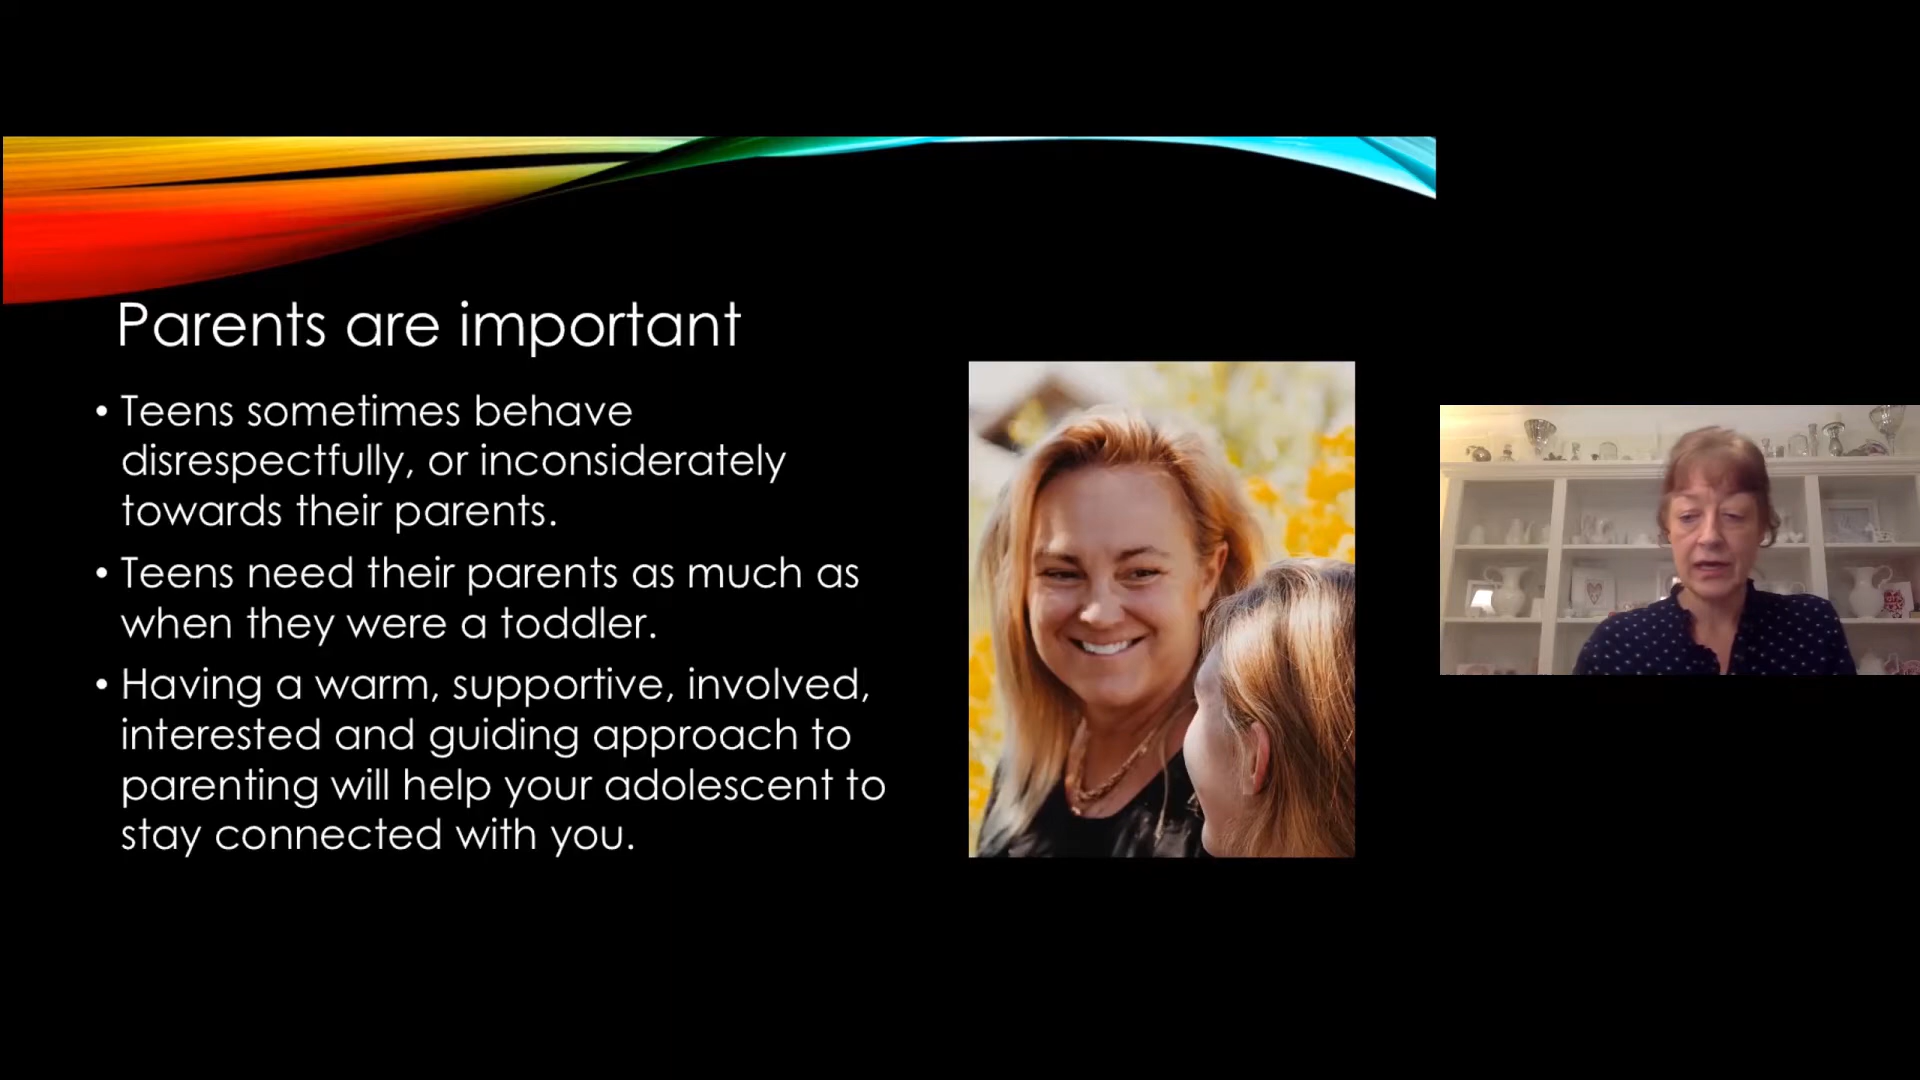 Parents are important
• Teens sometimes behave
disrespectfully, or inconsiderately
towards their parents.
• Teens need their parents as much as
when they were a toddler.
• Having a warm, supportive, involved,
interested and guiding approach to
parenting will help your adolescent to
stay connected with you.